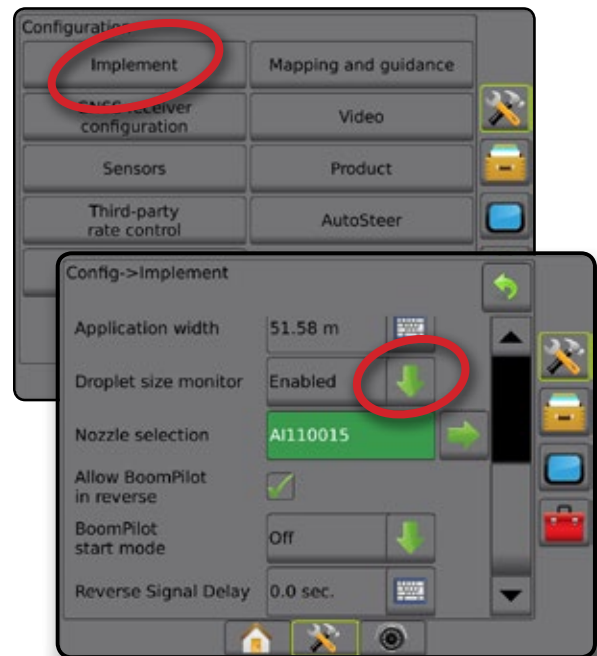 Configuration
Implement
Mapping and guidance
GNSS receiver
configuration
Video
Sensors
Product
Third-party
rate control
AutoSteer
Config->Implement
Application width
51.58 m
Droplet size monitor
Enabled
Nozzle selection
AI110015
Allow BoomPilot
in reverse
BoomPilot
start mode
Off
Reverse Signal Delay
0.0 sec.